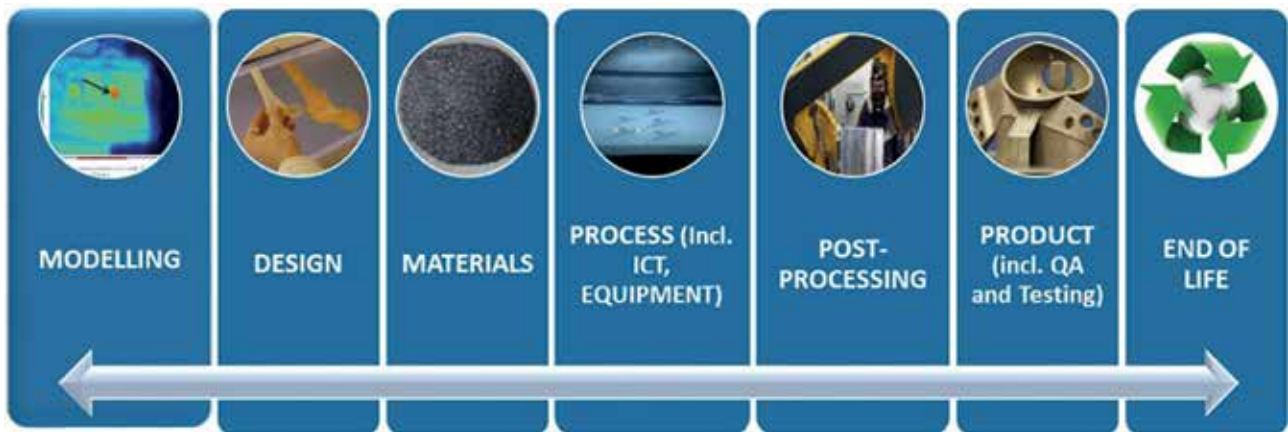 MODELLING
DESIGN
MATERIALS
PROCESS (Incl.
ICT,
EQUIPMENT)
POST-
PROCESSING
PRODUCT
(incl. QA
and Testing)
END OF
LIFE